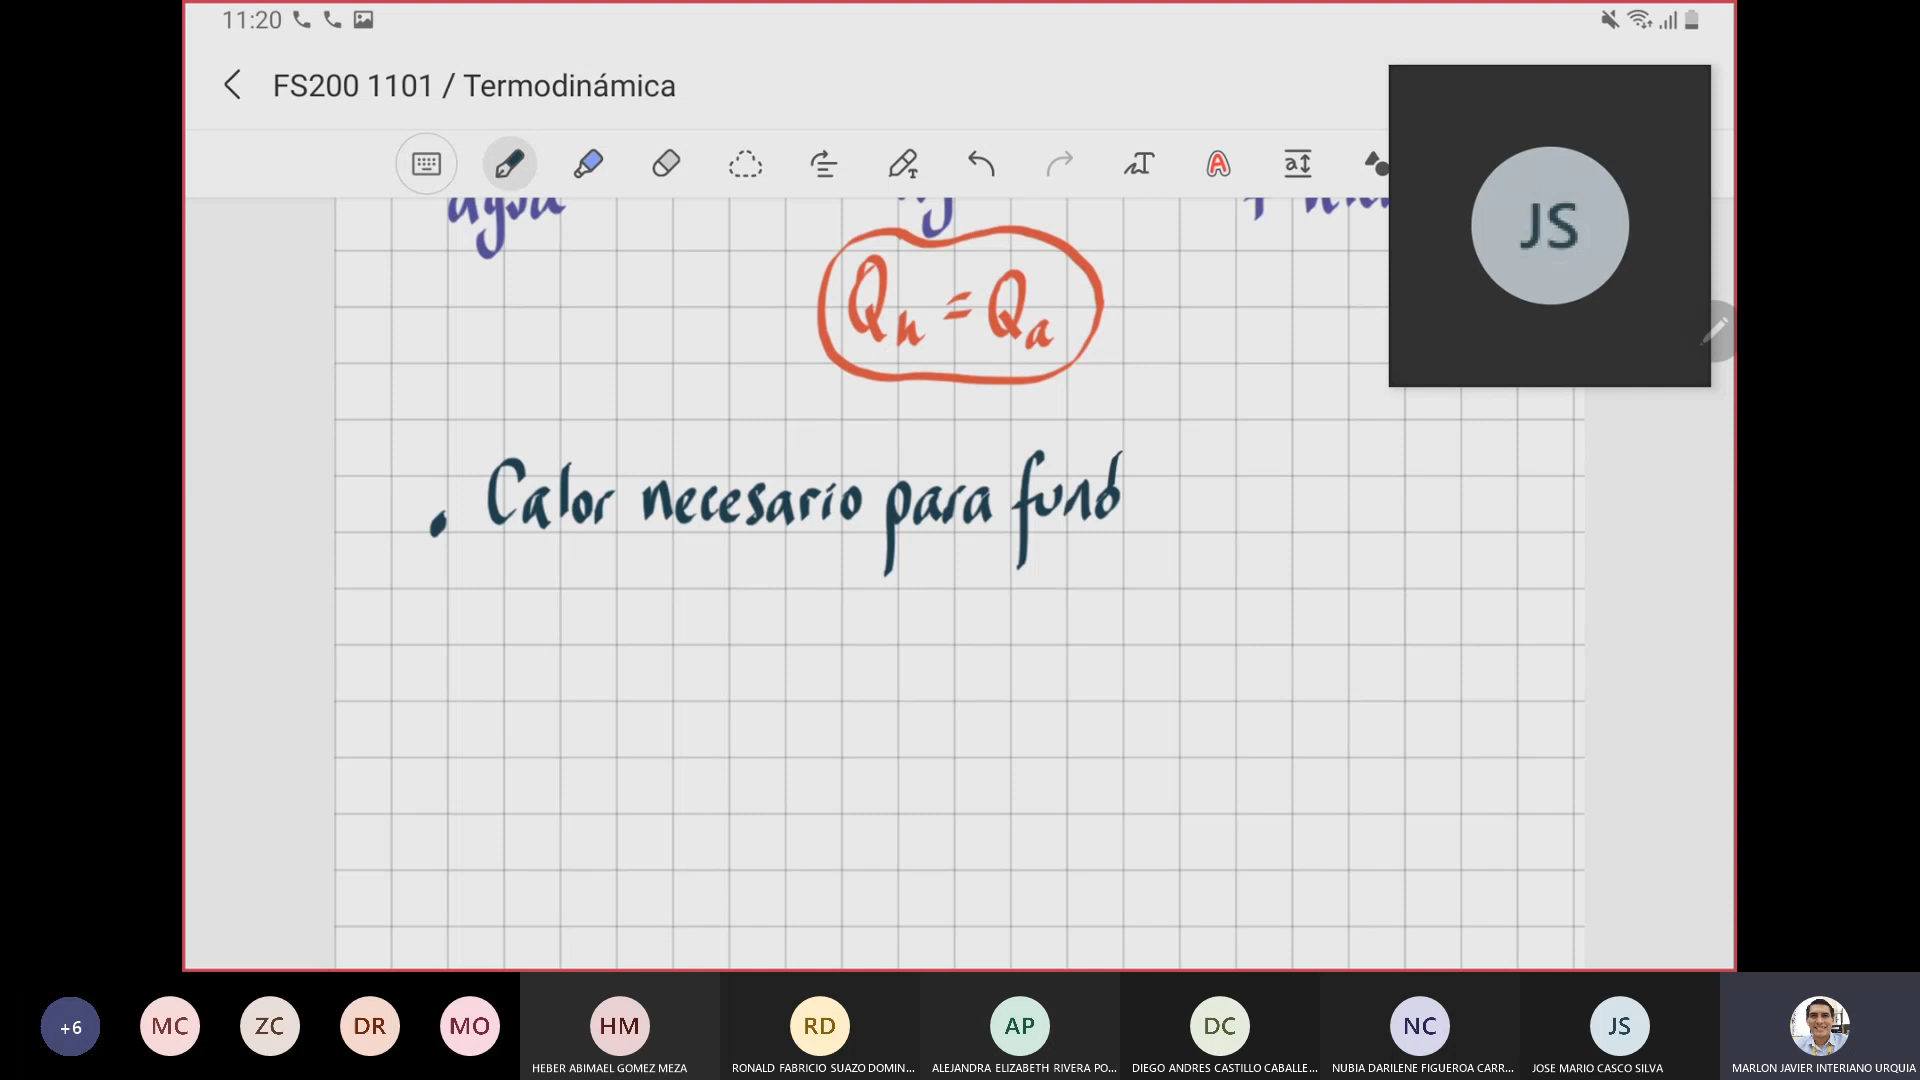 11:20
FS200 1101 / Termodinámica
agua
Qh = Qa
. Calor necesario para fund
JS
+6
MC
ZC
DR
MO
HM
HEBER ABIMAEL GOMEZ MEZA
RD
RONALD FABRICIO SUAZO DOMIN...
AP
ALEJANDRA ELIZABETH RIVERA PO...
DC
DIEGO ANDRES CASTILLO CABALLE...
NC
NUBIA DARILENE FIGUEROA CARR...
JS
JOSE MARIO CASCO SILVA
MARLON JAVIER INTERIANO URQUIA